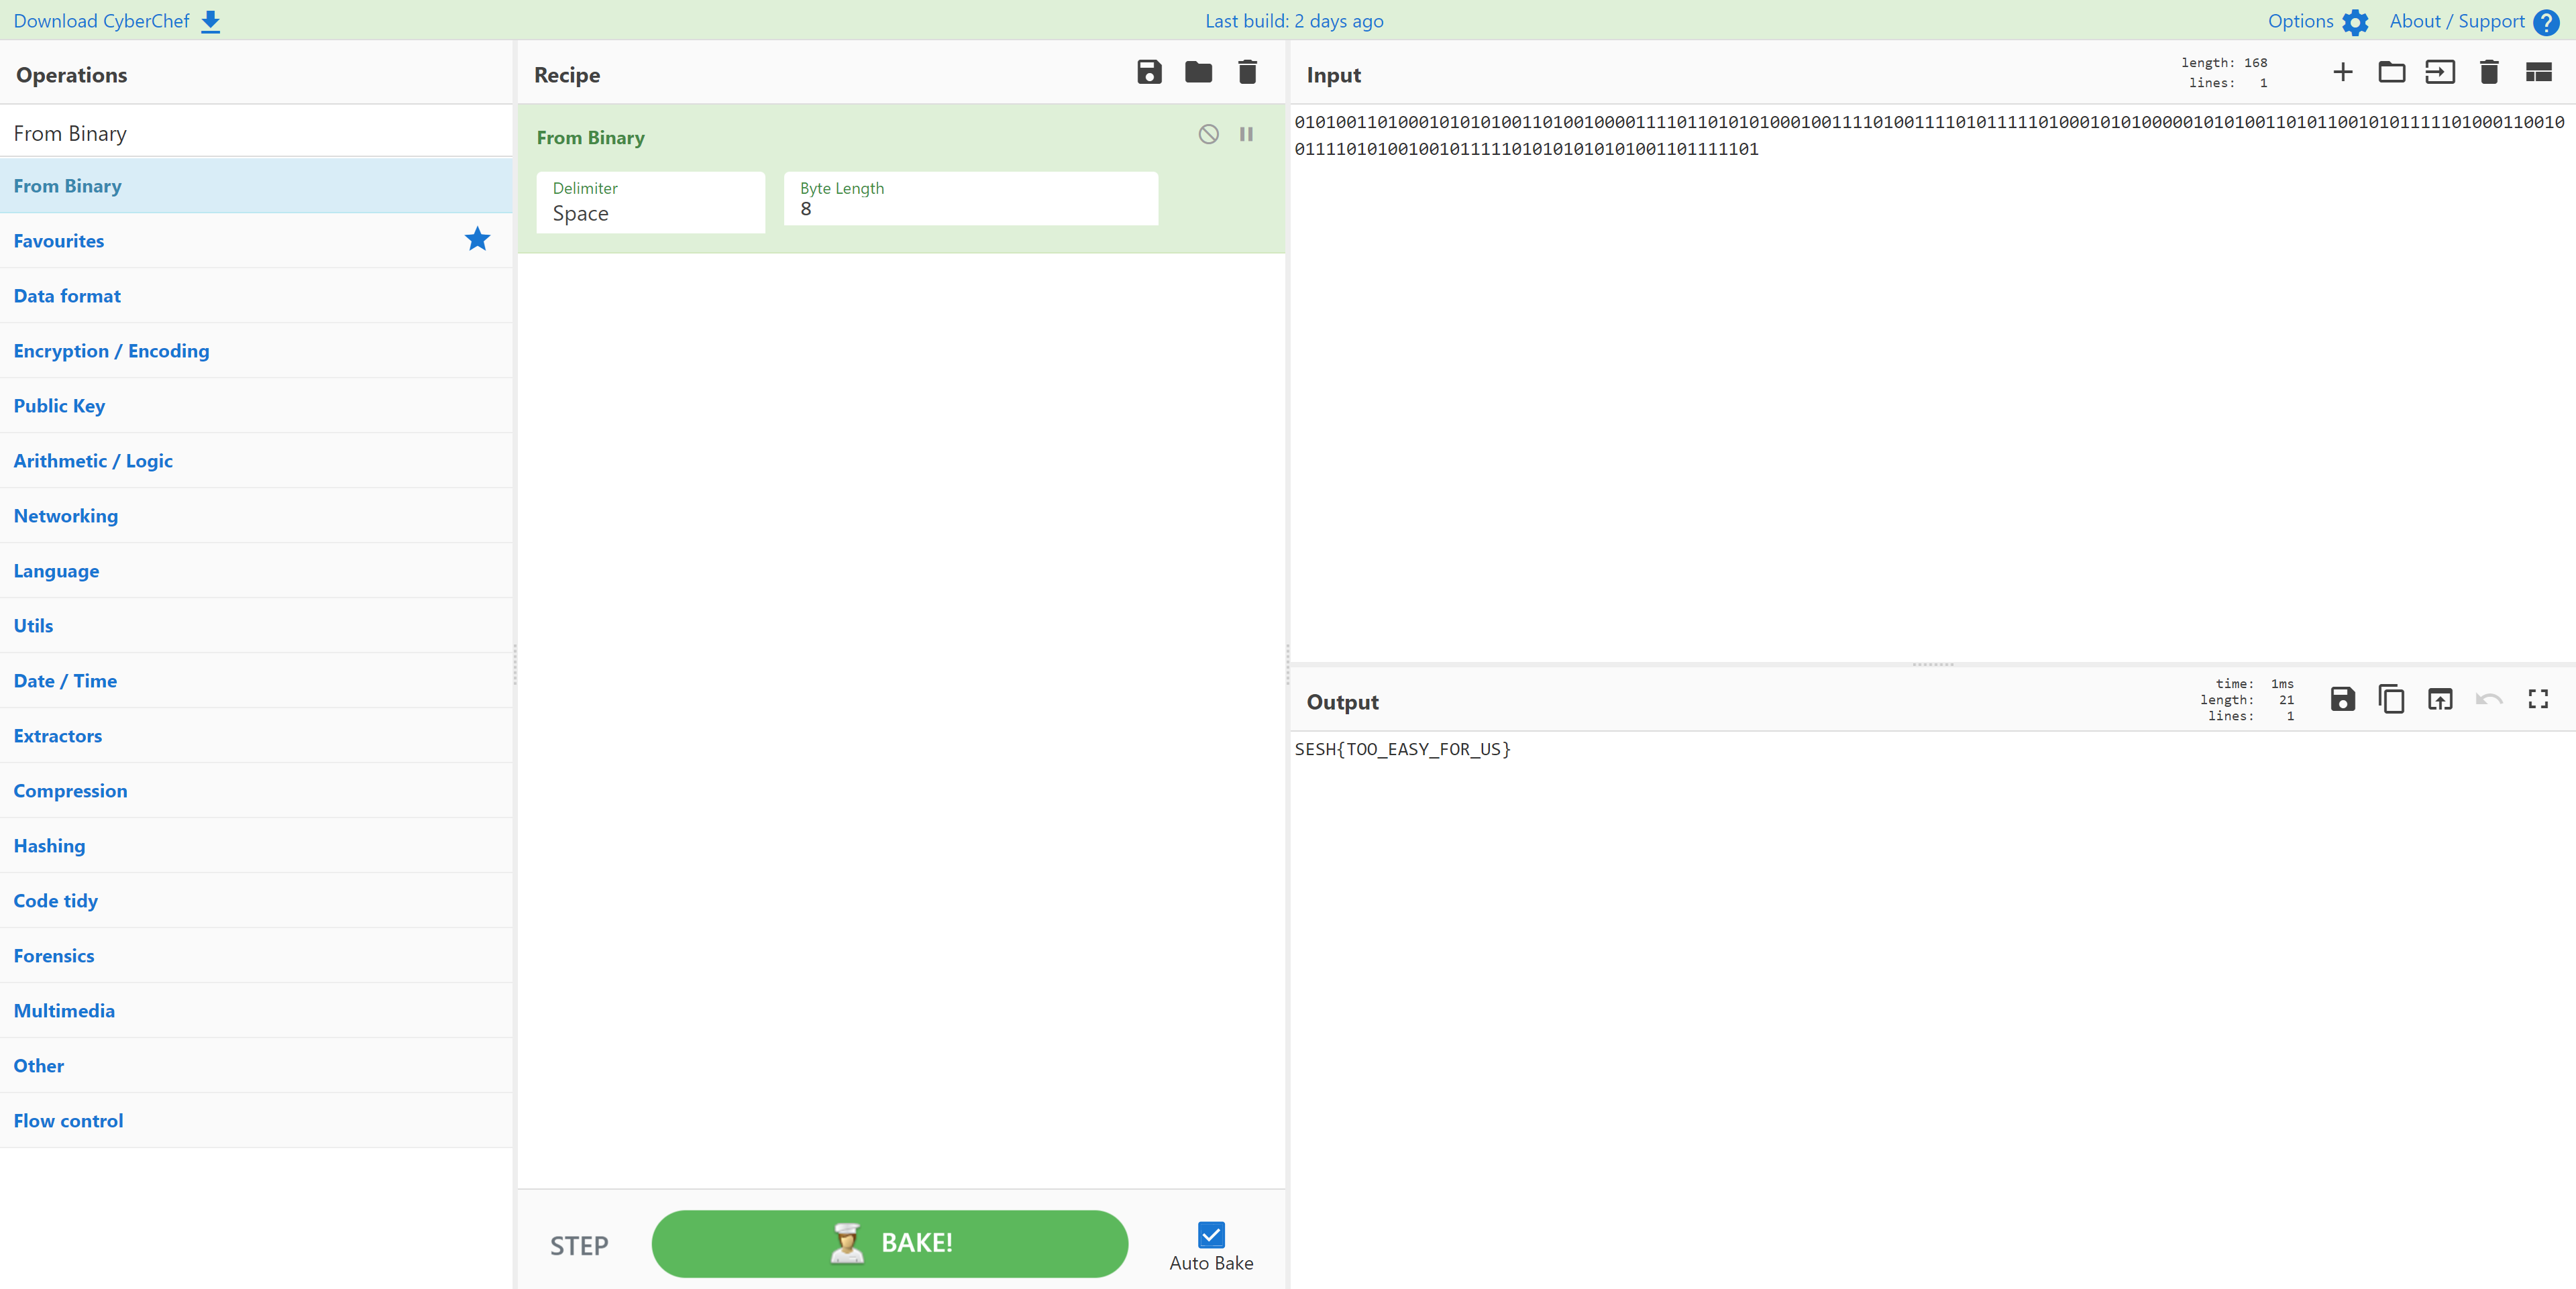 Download CyberChef
Last build: 2 days ago
Options
About / Support
Operations
From Binary
From Binary
Favourites
Data format
Encryption / Encoding
Public Key
Arithmetic / Logic
Networking
Language
Utils
Date / Time
Extractors
Compression
Hashing
Code tidy
Forensics
Multimedia
Other
Flow control
Recipe
From Binary
Delimiter
Space
Byte Length
8
STEP
BAKE!
Auto Bake
Input
length: 168
lines: 1
010100110100010101010011010010000111101101010100010011110100111101011111010001010100000101010011010110010101111101000110010
011110101001001011111010101010101001101111101
Output
time: 1ms
length: 21
lines: 1
SESH{TOO_EASY_FOR_US}